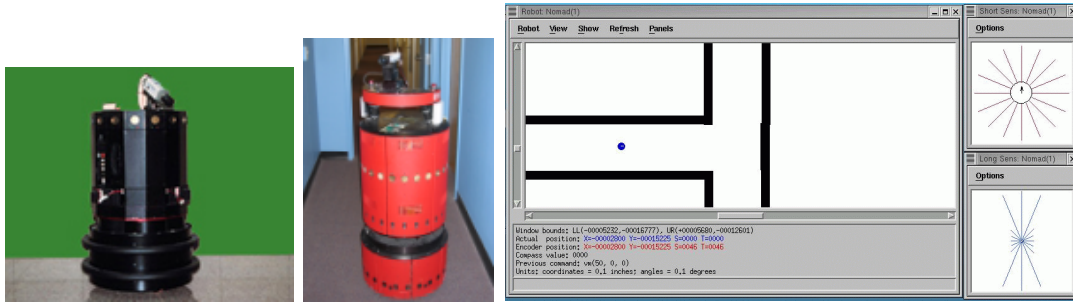 Robot: Nomad(1)
Robot View Show Refresh Panels
Window bounds: LL(-00005232,-00016777), UR(+00005680,-00012601)
Actual position: X=-00002800 Y=-00015225 S=0000 T=0000
Encoder position: X=-00002800 Y=-00015225 S=0046 T=0046
Compass value: 0000
Previous command: vm(50, 0, 0)
Units: coordinates = 0.1 inches; angles = 0.1 degrees
Short Sens: Nomad(1)
Options
Long Sens: Nomad(1)
Options